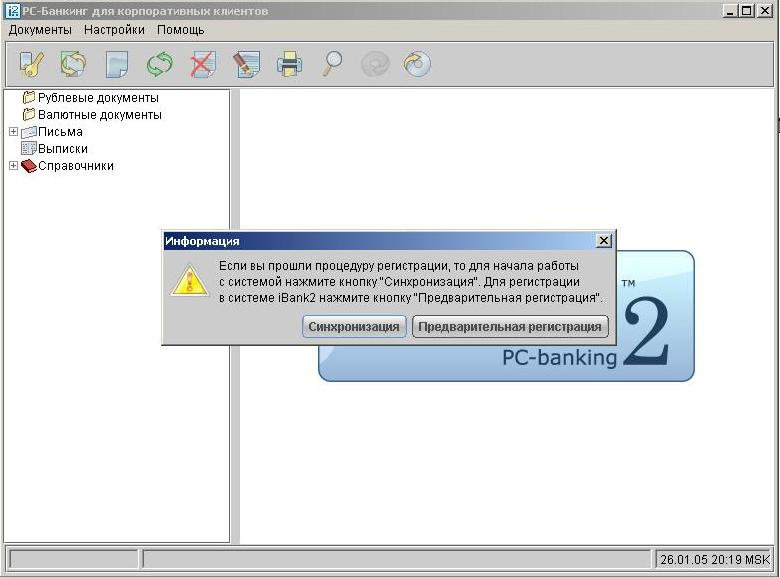 РС-Банкинг для корпоративных клиентов
Документы Настройки Помощь
Рублевые документы
Валютные документы
Письма
Выписки
Справочники
Информация
Если вы прошли процедуру регистрации, то для начала работы
с системой нажмите кнопку "Синхронизация". Для регистрации
в системе iBank2 нажмите кнопку "Предварительная регистрация".
Синхронизация Предварительная регистрация
TM
2
PC-banking
26.01.05 20:19 MSK